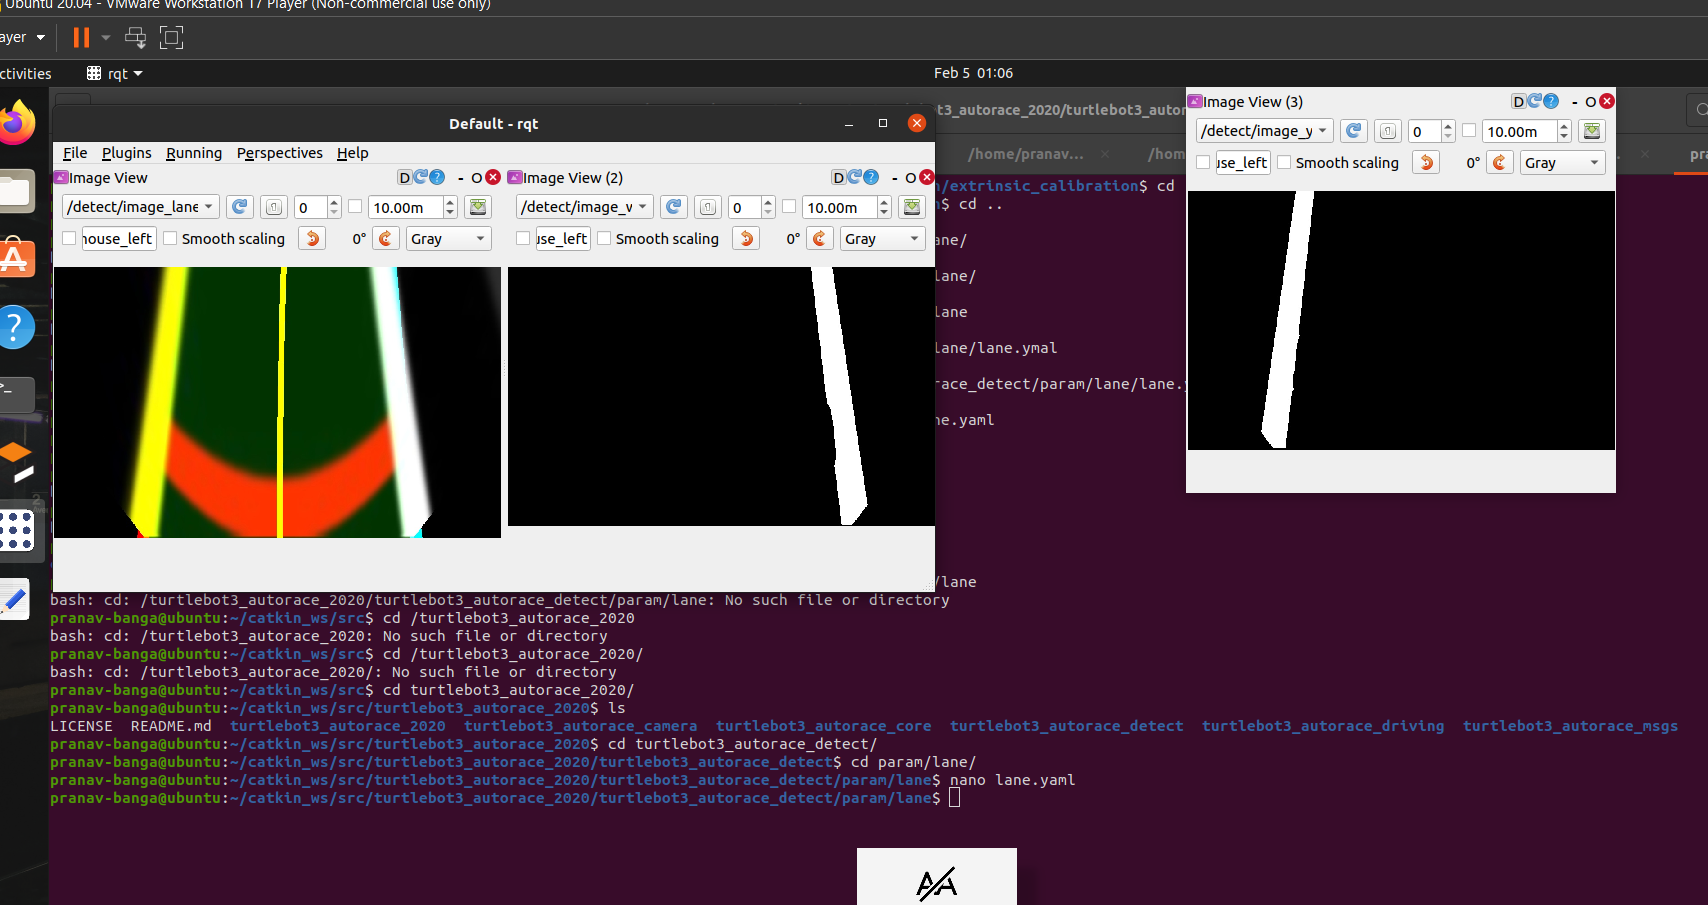 Ubuntu 20.04 - VMware Workstation 17 Player (Non-commercial use only)
ayer
ctivities
rqt
Feb 5 01:06
t3_autorace_2020/turtlebot3_autor
Default - rqt
/home/pranav...
/hom
pra
File Plugins Running Perspectives Help
Image View
D
?
- O
Image View (2)
D
?
- O
Image View (3)
D
?
- O
/detect/image_lane
0
10.00m
/detect/image_v
0
10.00m
/detect/image_y
0
10.00m
nouse_left
Smooth scaling
0°
Gray
use_left
Smooth scaling
0°
Gray
use_left
Smooth scaling
0°
Gray
n/extrinsic_calibration$ cd
$ cd ..
ane/
lane/
lane
lane/lane.ymal
race_detect/param/lane/lane.y
ne.yaml
/lane
bash: cd: /turtlebot3_autorace_2020/turtlebot3_autorace_detect/param/lane: No such file or directory
pranav-banga@ubuntu:~/catkin_ws/src$ cd /turtlebot3_autorace_2020
bash: cd: /turtlebot3_autorace_2020: No such file or directory
pranav-banga@ubuntu:~/catkin_ws/src$ cd /turtlebot3_autorace_2020/
bash: cd: /turtlebot3_autorace_2020/: No such file or directory
pranav-banga@ubuntu:~/catkin_ws/src$ cd turtlebot3_autorace_2020/
pranav-banga@ubuntu:~/catkin_ws/src/turtlebot3_autorace_2020$ ls
LICENSE README.md turtlebot3_autorace_2020 turtlebot3_autorace_camera turtlebot3_autorace_core turtlebot3_autorace_detect turtlebot3_autorace_driving turtlebot3_autorace_msgs
pranav-banga@ubuntu:~/catkin_ws/src/turtlebot3_autorace_2020$ cd turtlebot3_autorace_detect/
pranav-banga@ubuntu:~/catkin_ws/src/turtlebot3_autorace_2020/turtlebot3_autorace_detect$ cd param/lane/
pranav-banga@ubuntu:~/catkin_ws/src/turtlebot3_autorace_2020/turtlebot3_autorace_detect/param/lane$ nano lane.yaml
pranav-banga@ubuntu:~/catkin_ws/src/turtlebot3_autorace_2020/turtlebot3_autorace_detect/param/lane$